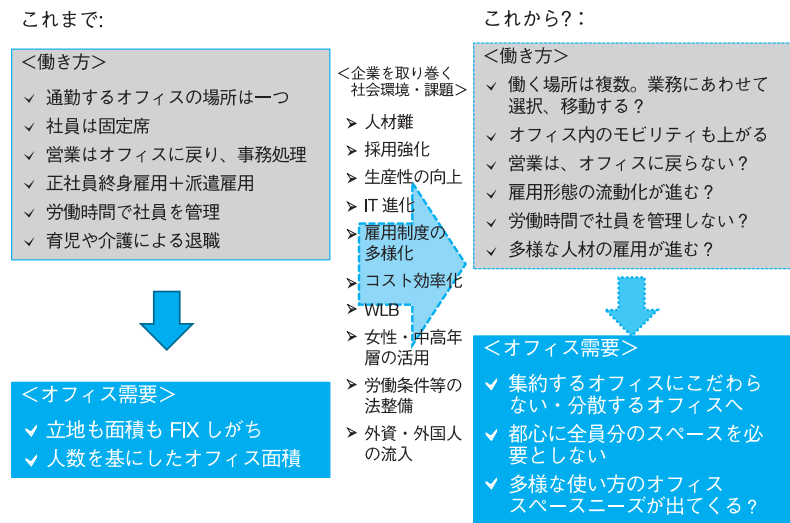 これまで:
＜働き方＞
✓ 通勤するオフィスの場所は一つ
✓ 社員は固定席
✓ 営業はオフィスに戻り、事務処理
✓ 正社員終身雇用＋派遣雇用
✓ 労働時間で社員を管理
✓ 育児や介護による退職
＜オフィス需要＞
✓ 立地も面積も FIX しがち
✓ 人数を基にしたオフィス面積
＜企業を取り巻く
社会環境・課題＞
➢ 人材難
➢ 採用強化
➢ 生産性の向上
➢ IT 進化
➢ 雇用制度の
多様化
➢ コスト効率化
➢ WLB
➢ 女性・中高年
層の活用
➢ 労働条件等の
法整備
➢ 外資・外国人
の流入
これから?：
＜働き方＞
✓ 働く場所は複数。業務にあわせて
選択、移動する？
✓ オフィス内のモビリティも上がる
✓ 営業は、オフィスに戻らない？
✓ 雇用形態の流動化が進む？
✓ 労働時間で社員を管理しない？
✓ 多様な人材の雇用が進む？
＜オフィス需要＞
✓ 集約するオフィスにこだわら
ない・分散するオフィスへ
✓ 都心に全員分のスペースを必
要としない
✓ 多様な使い方のオフィス
スペースニーズが出てくる？